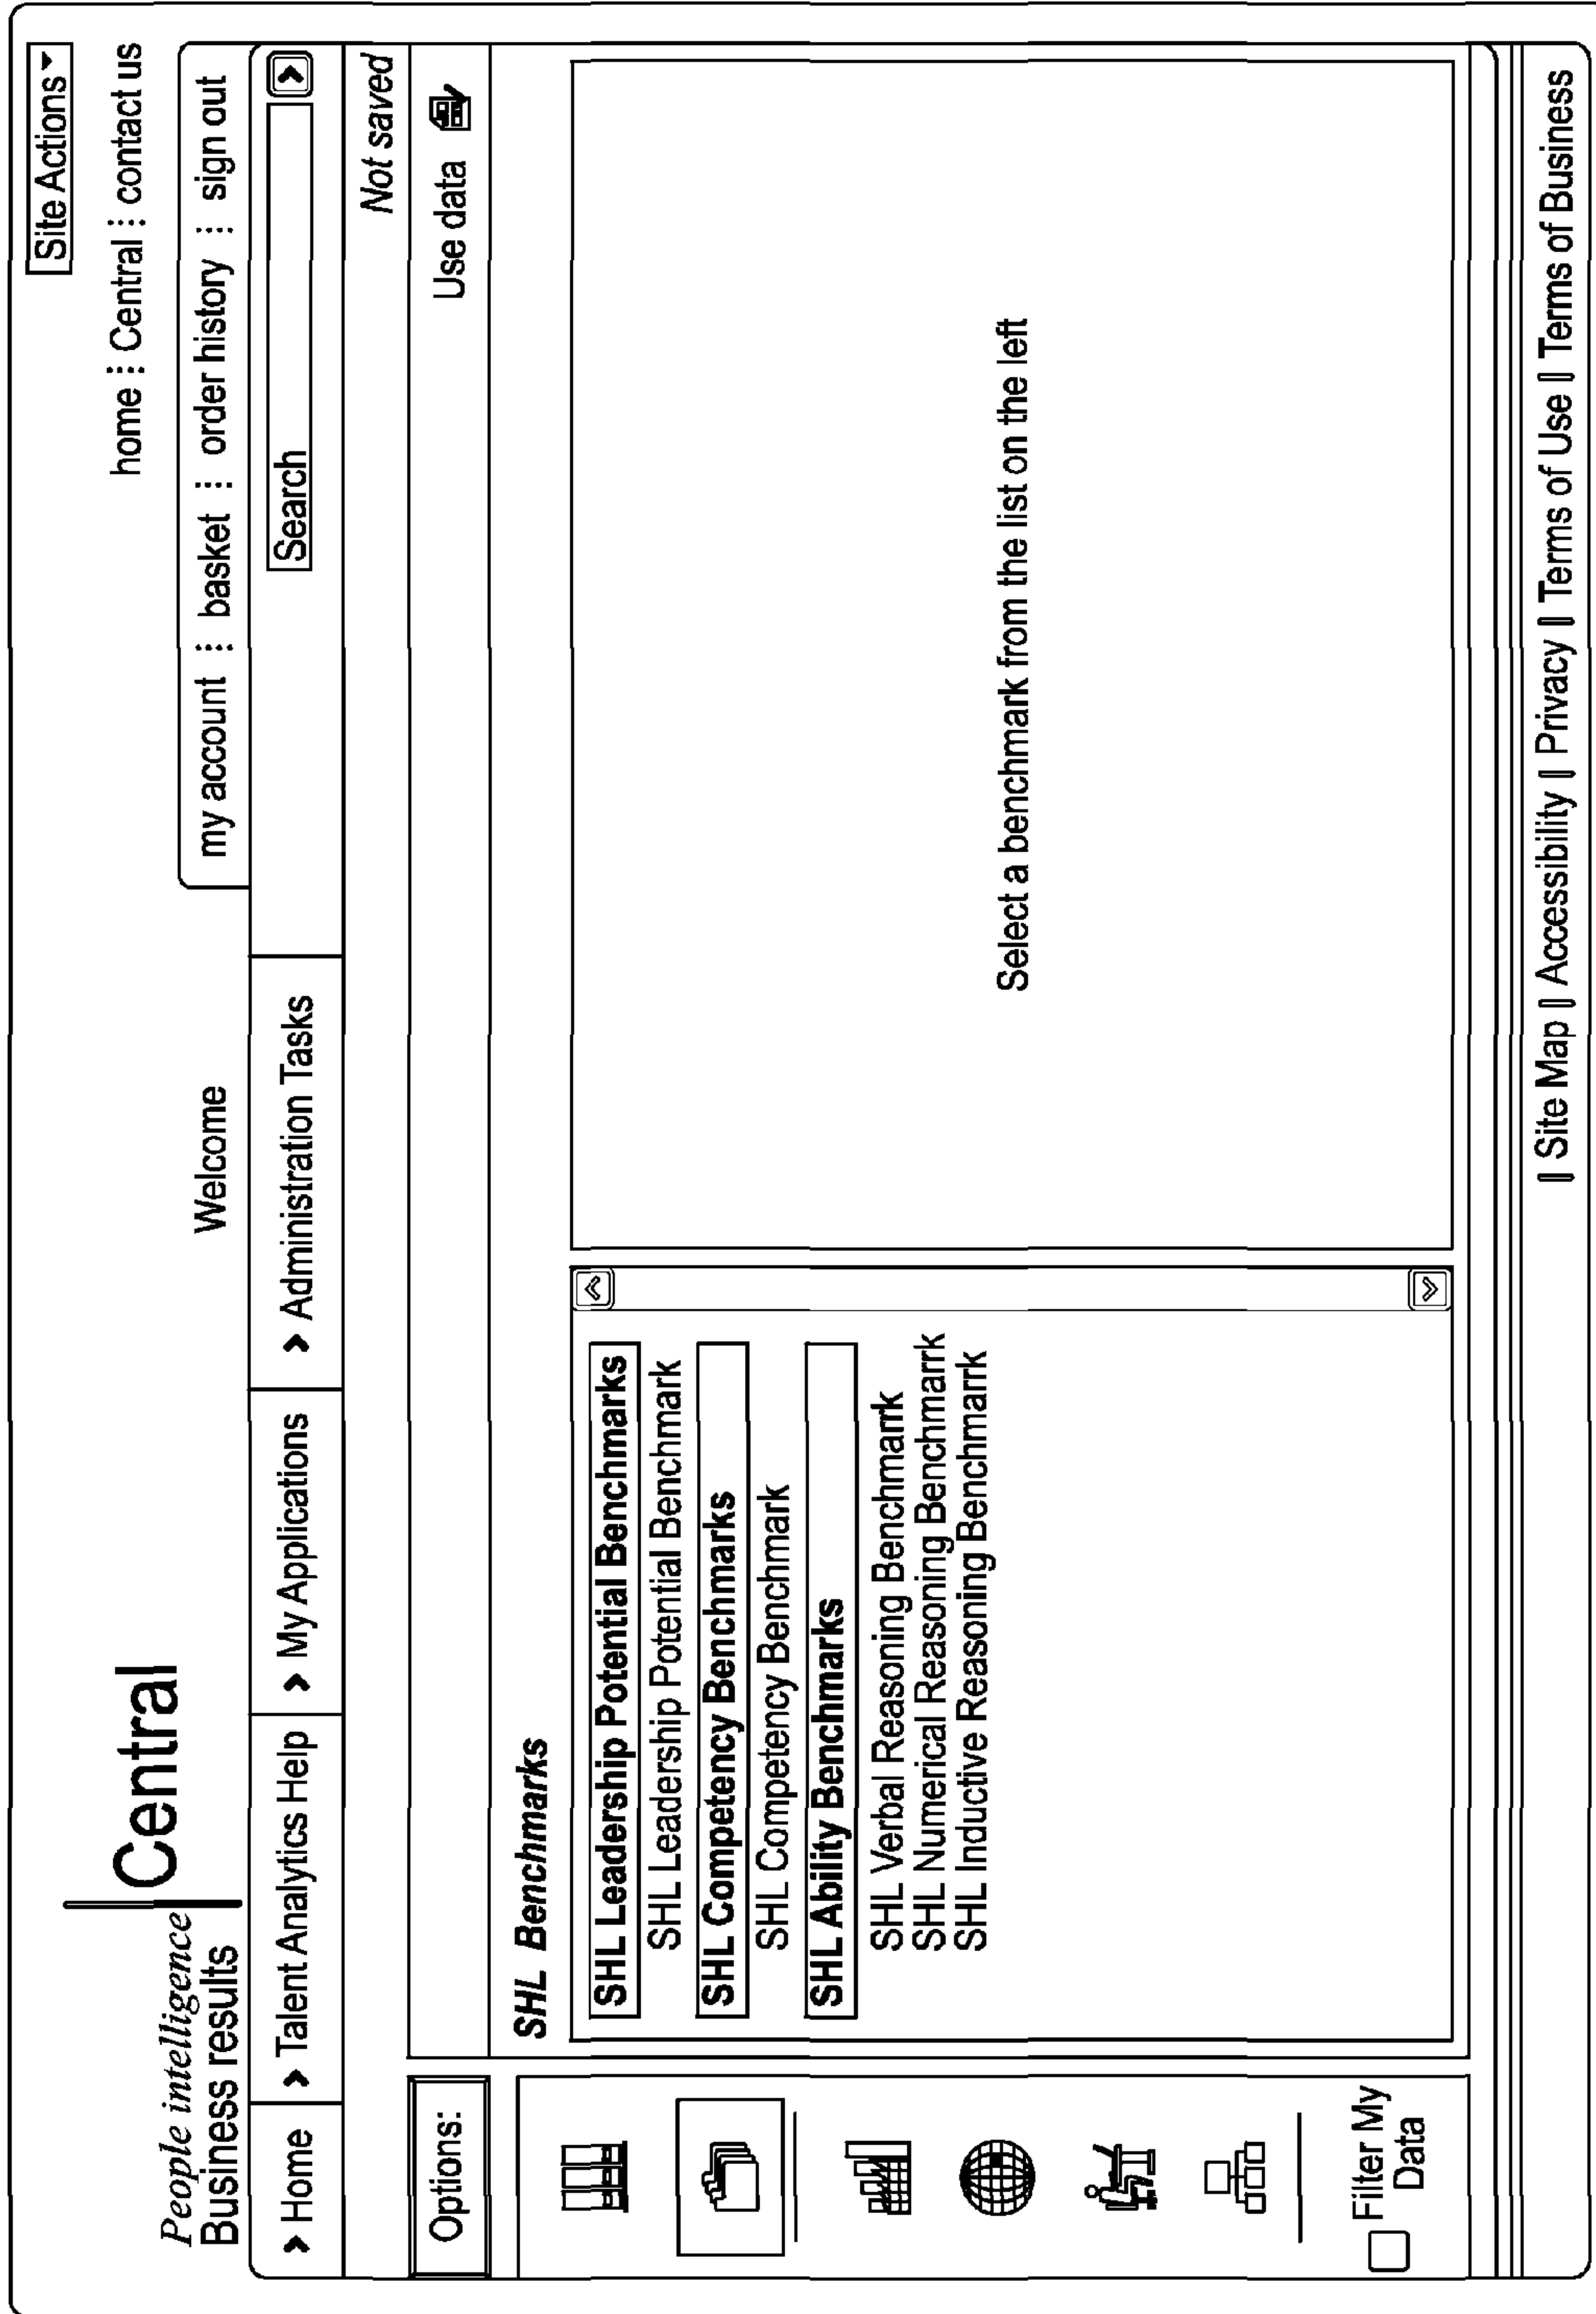 Site Actions
home ⋮ Central ⋮ contact us
People intelligence
Business results
Central
Welcome
my account ⋮ basket ⋮ order history ⋮ sign out
Home
Talent Analytics Help
My Applications
Administration Tasks
Search
Not saved
Options:
Use data
SHL Benchmarks
SHL Leadership Potential Benchmarks
SHL Leadership Potential Benchmark
SHL Competency Benchmarks
SHL Competency Benchmark
SHL Ability Benchmarks
SHL Verbal Reasoning Benchmarrk
SHL Numerical Reasoning Benchmarrk
SHL Inductive Reasoning Benchmarrk
Select a benchmark from the list on the left
Filter My
Data
| Site Map | Accessibility | Privacy | Terms of Use | Terms of Business